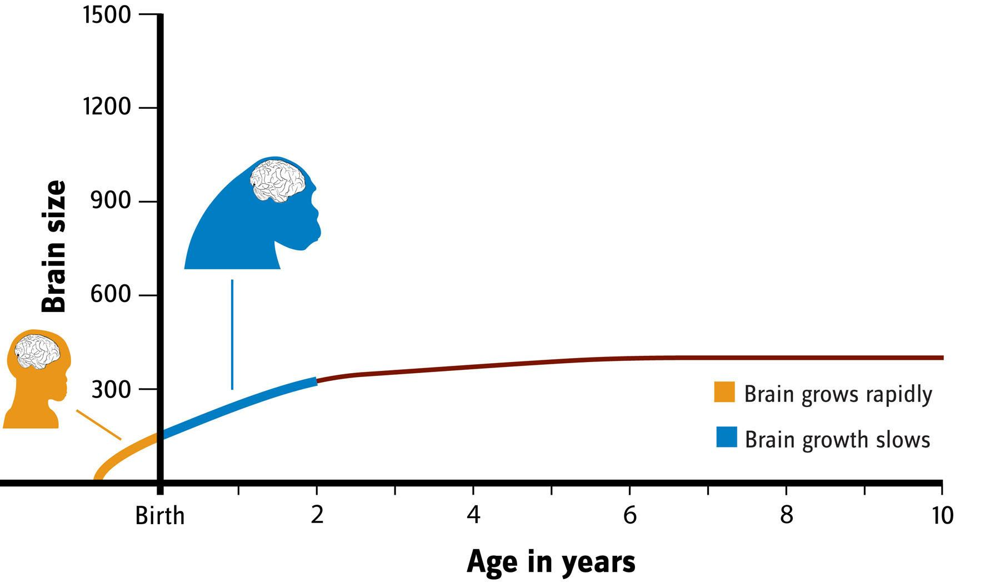 1500
1200
900
600
300
Brain size
Brain grows rapidly
Brain growth slows
Birth 2 4 6 8 10
Age in years